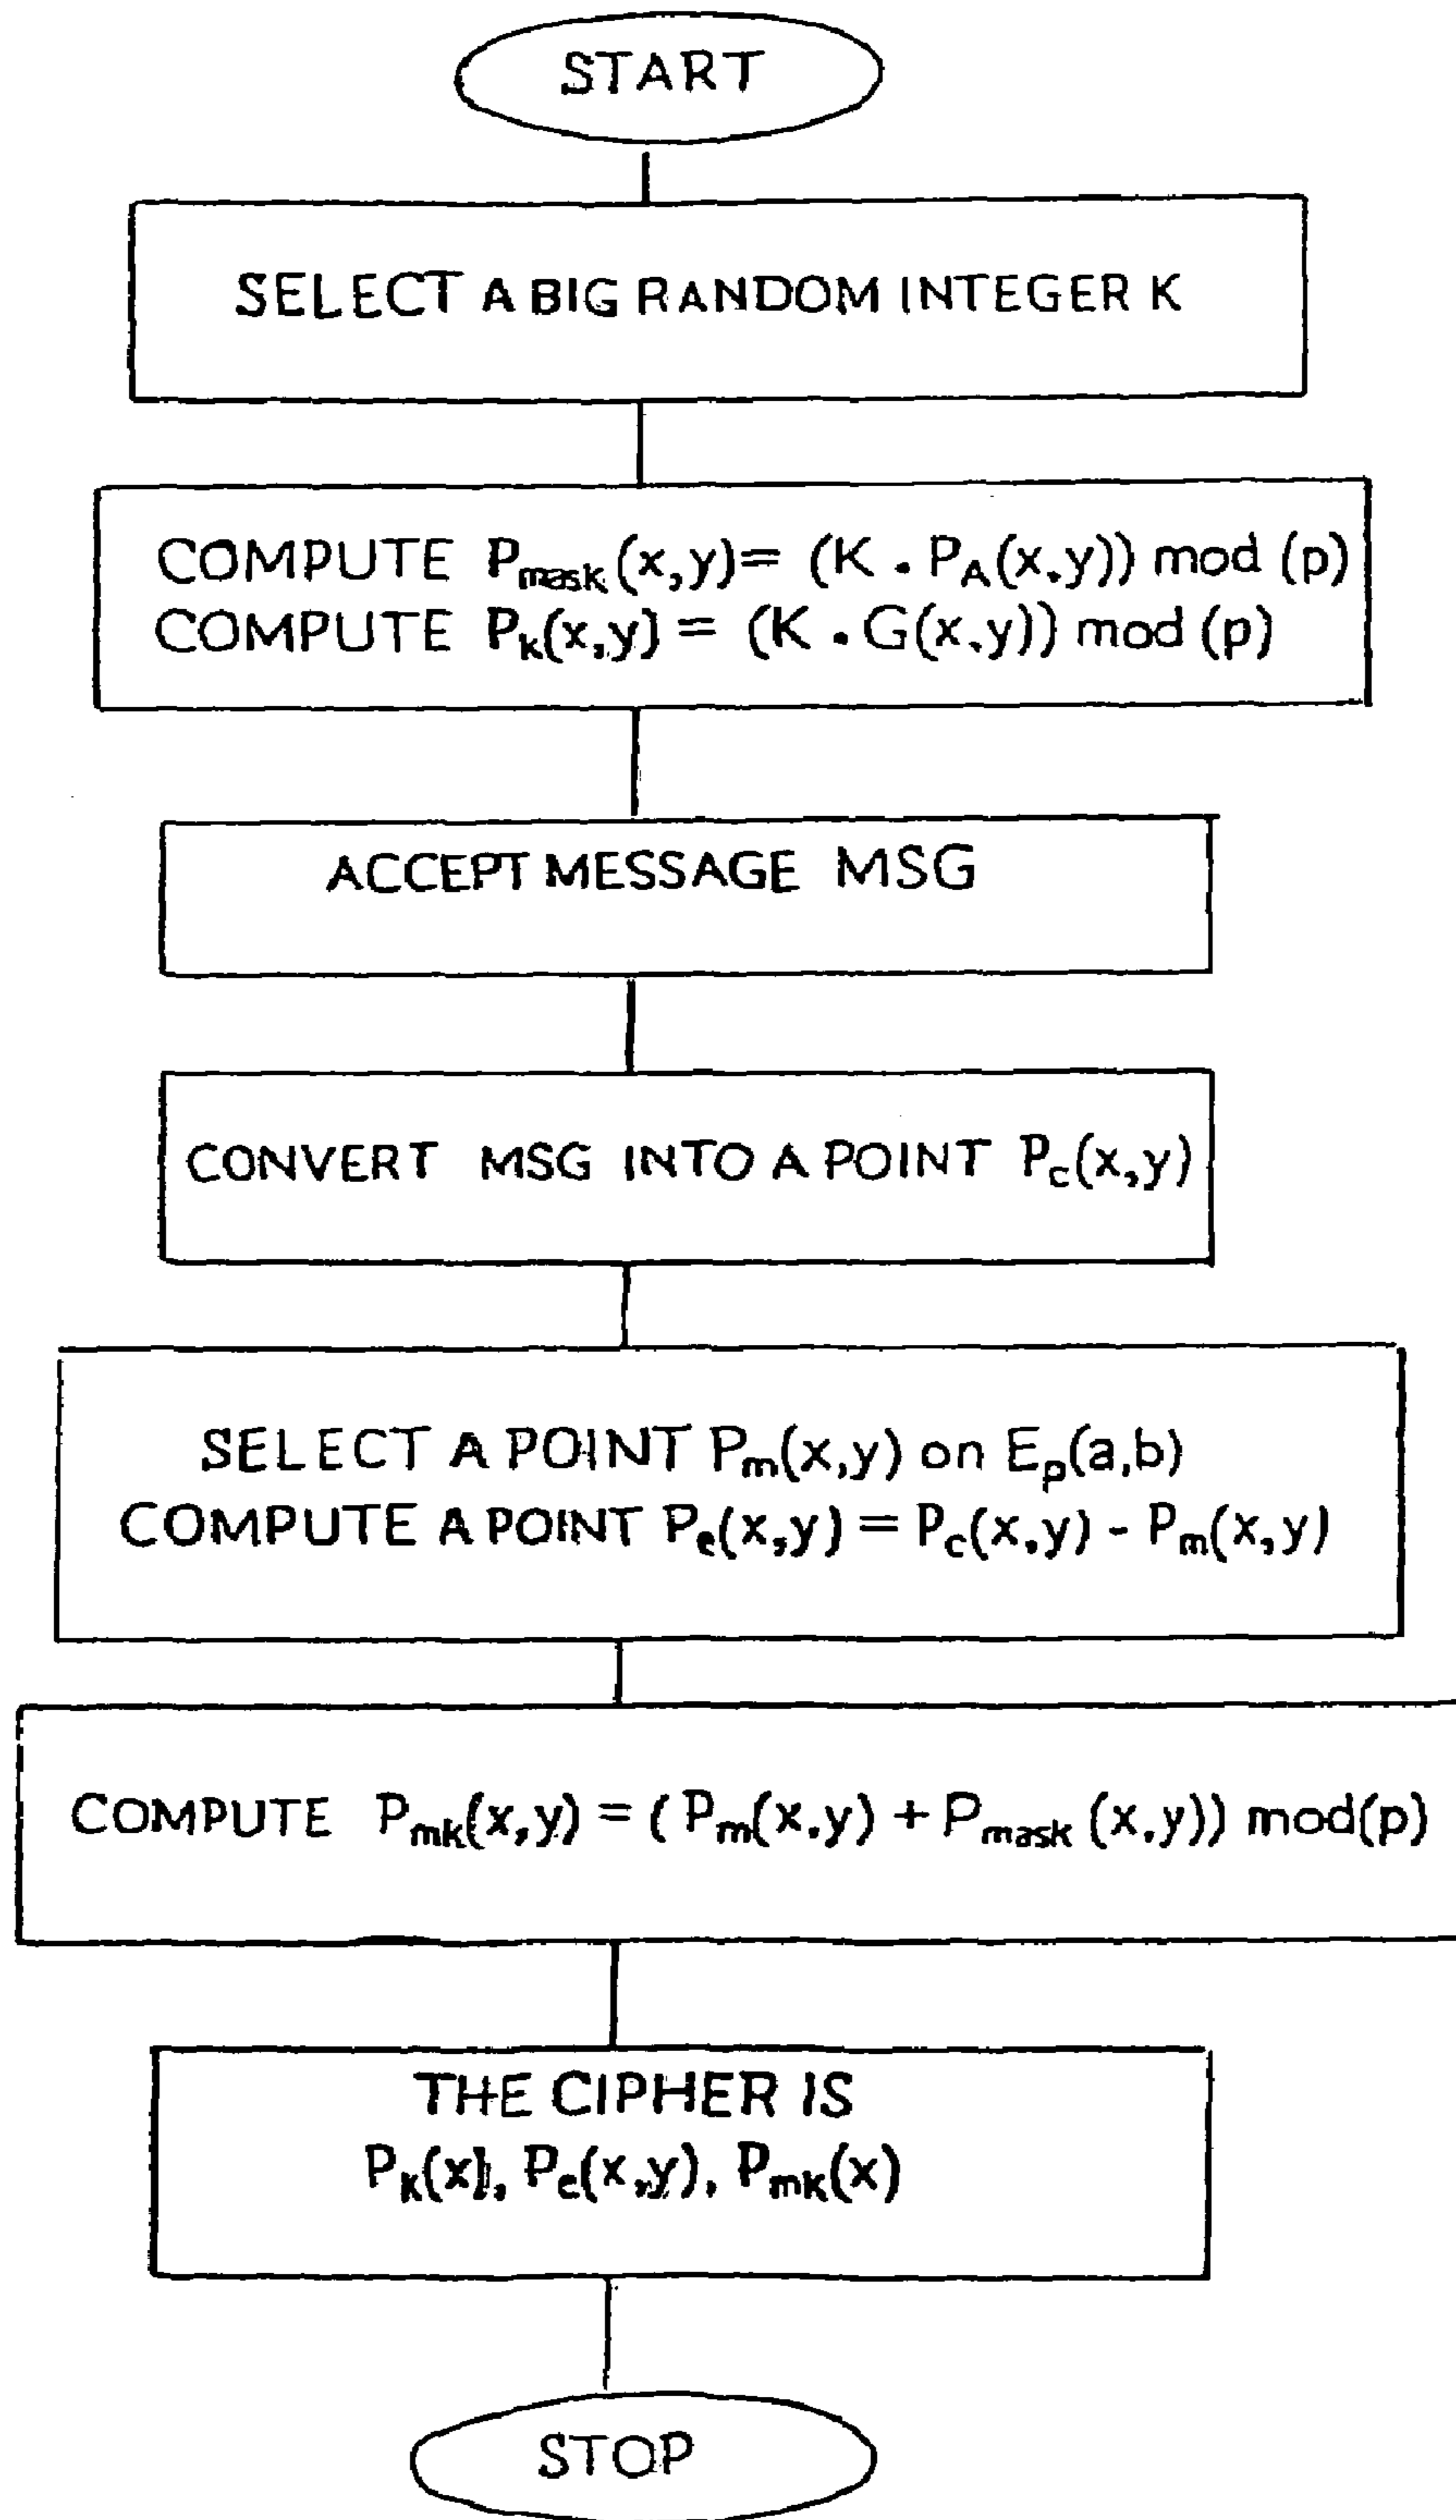 START
SELECT A BIG RANDOM INTEGER K
COMPUTE Pmask (x,y)= (K . PA(x,y)) mod (p)
COMPUTE Pk(x,y) = (K . G(x,y)) mod (p)
ACCEPT MESSAGE MSG
CONVERT MSG INTO A POINT Pc(x,y)
SELECT A POINT Pm(x,y) on Ep(a,b)
COMPUTE A POINT Pe(x,y) = Pc(x,y) - Pm(x,y)
COMPUTE Pmk(x,y) = (Pm(x,y) + Pmask (x,y)) mod(p)
THE CIPHER IS
Pk(x), Pe(x,y), Pmk(x)
STOP